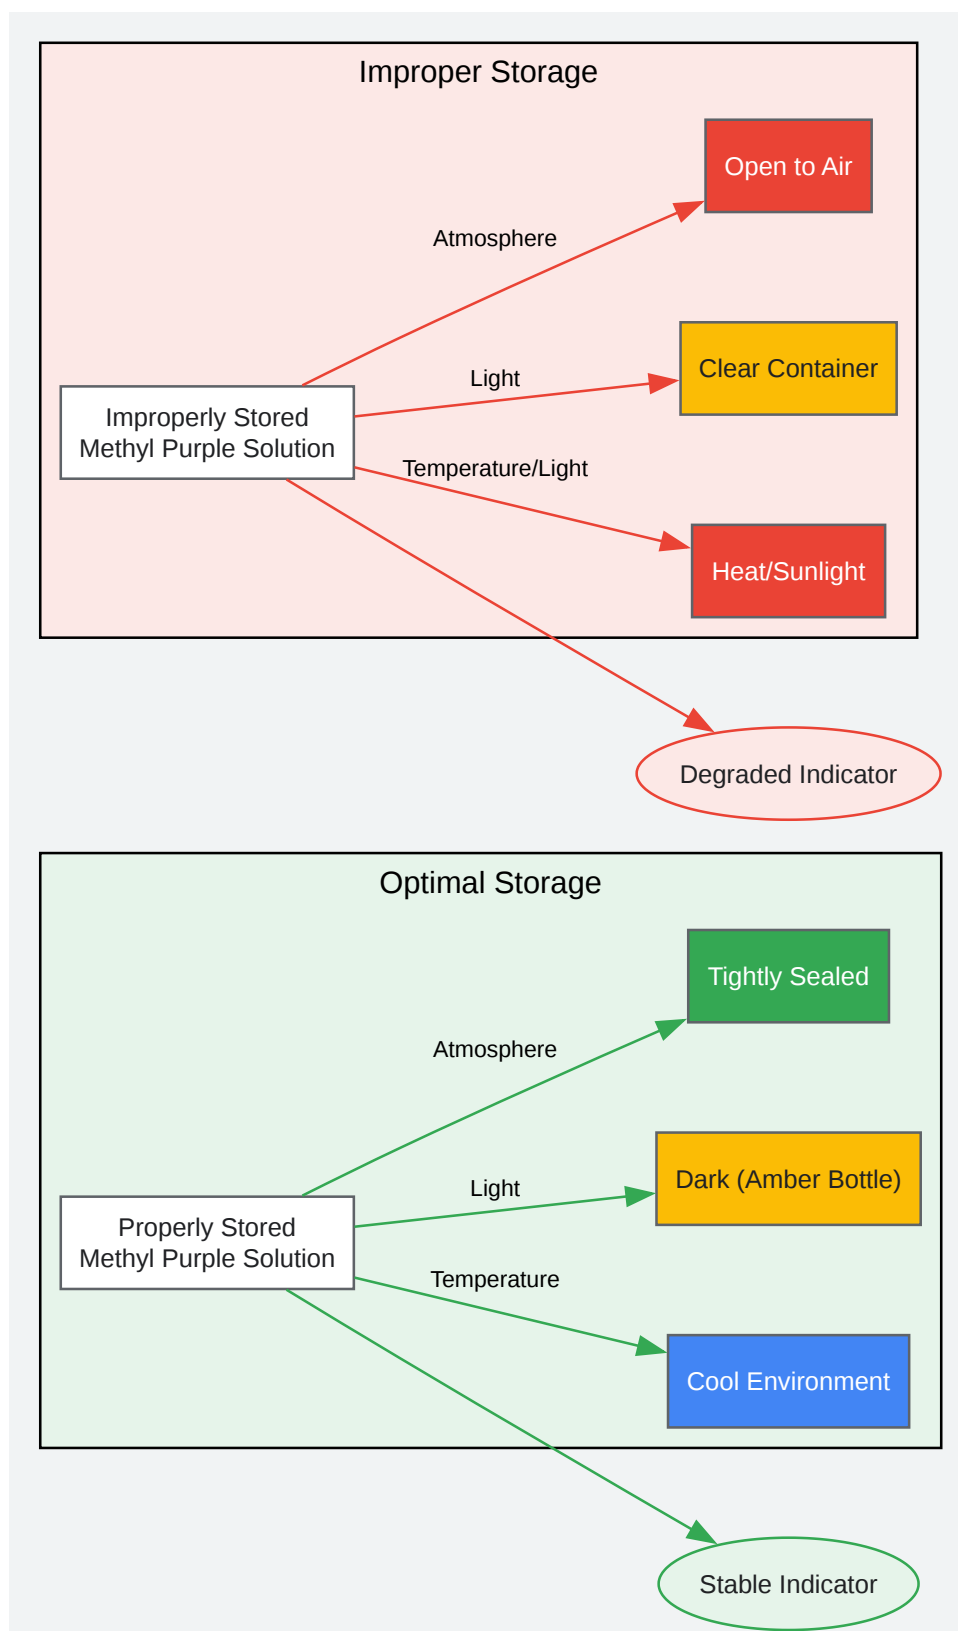 Improper Storage
Open to Air
Atmosphere
Clear Container
Light
Improperly Stored
Methyl Purple Solution
Temperature/Light
Heat/Sunlight
Degraded Indicator
Optimal Storage
Tightly Sealed
Atmosphere
Dark (Amber Bottle)
Light
Properly Stored
Methyl Purple Solution
Temperature
Cool Environment
Stable Indicator